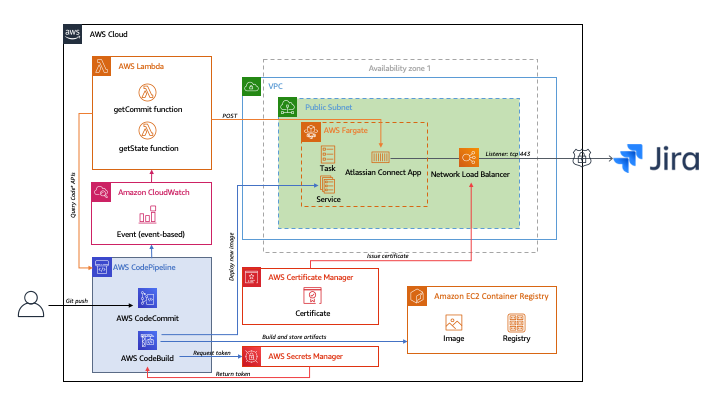 aws
AWS Cloud
AWS Lambda
getCommit function
getState function
Availability zone 1
VPC
Public Subnet
POST
AWS Fargate
Task
Service
Atlassian Connect App
Network Load Balancer
Listener: tcp-443
Jira
Query Code* APIs
Amazon CloudWatch
Event (event-based)
Deploy new image
Issue certificate
AWS CodePipeline
AWS Certificate Manager
Certificate
Git push
AWS CodeCommit
Amazon EC2 Container Registry
Image
Registry
Build and store artifacts
AWS CodeBuild
Request token
AWS Secrets Manager
Return token